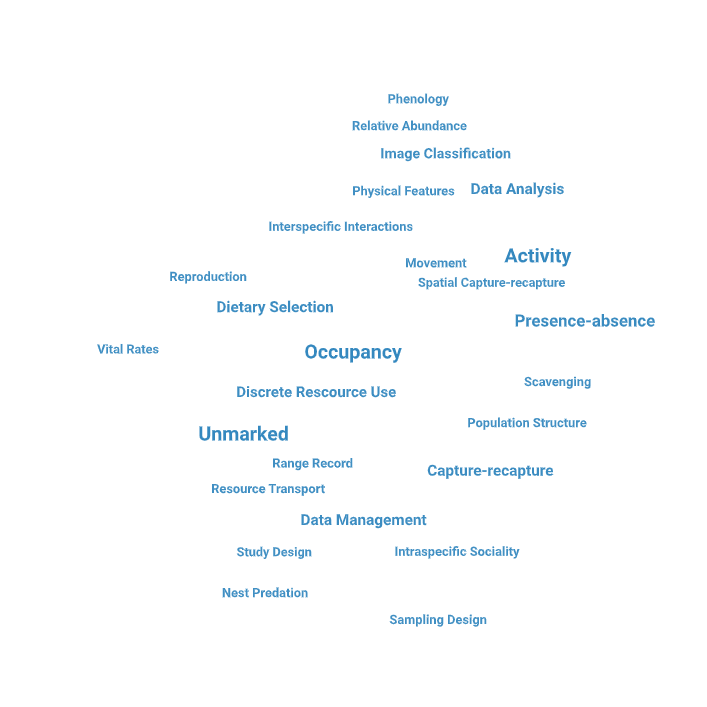 Phenology
Relative Abundance
Image Classification
Physical Features
Data Analysis
Interspecific Interactions
Activity
Movement
Reproduction
Spatial Capture-recapture
Dietary Selection
Presence-absence
Vital Rates
Occupancy
Scavenging
Discrete Rescource Use
Population Structure
Unmarked
Range Record
Capture-recapture
Resource Transport
Data Management
Study Design
Intraspecific Sociality
Nest Predation
Sampling Design